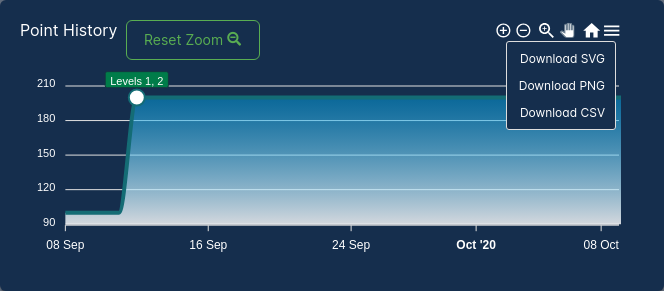 Point History
Reset Zoom
Download SVG
Download PNG
Download CSV
Levels 1, 2
210
180
150
120
90
08 Sep
16 Sep
24 Sep
Oct '20
08 Oct